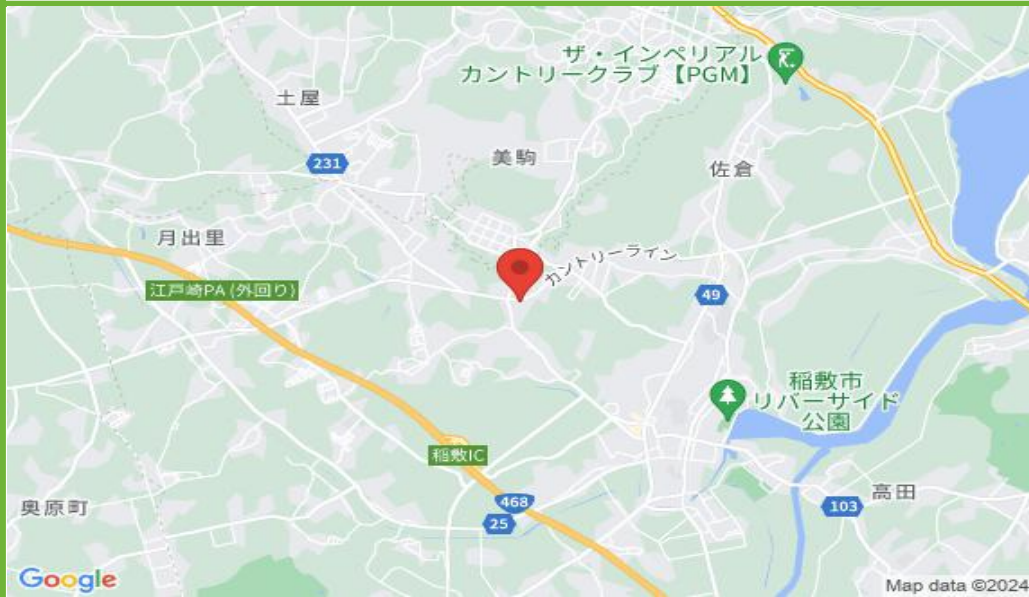 ザ・インペリアル
カントリークラブ【PGM】
土屋
美駒
231
佐倉
月出里
カントリーライン
江戸崎PA (外回り)
49
稲敷市
リバーサイド
公園
稲敷IC
468
25
奥原町
高田
103
Google
Map data ©2024